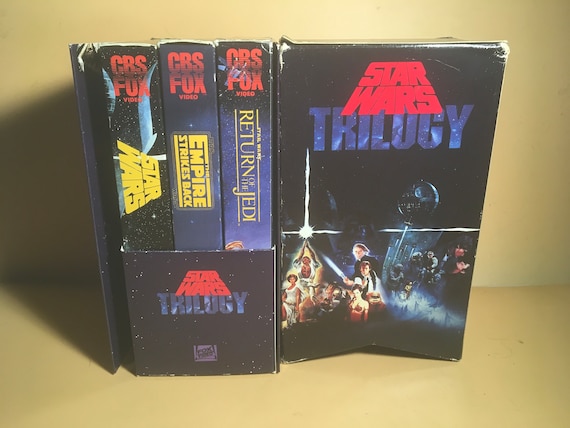 CBS
FOX
VIDEO
STAR
WARS
CBS
FOX
VIDEO
THE
EMPIRE
STRIKES BACK
CBS
FOX
VIDEO
STAR WARS
RETURN OF
THE JEDI
STAR
WARS
TRILOGY
FOX
STAR
WARS
TRILOGY